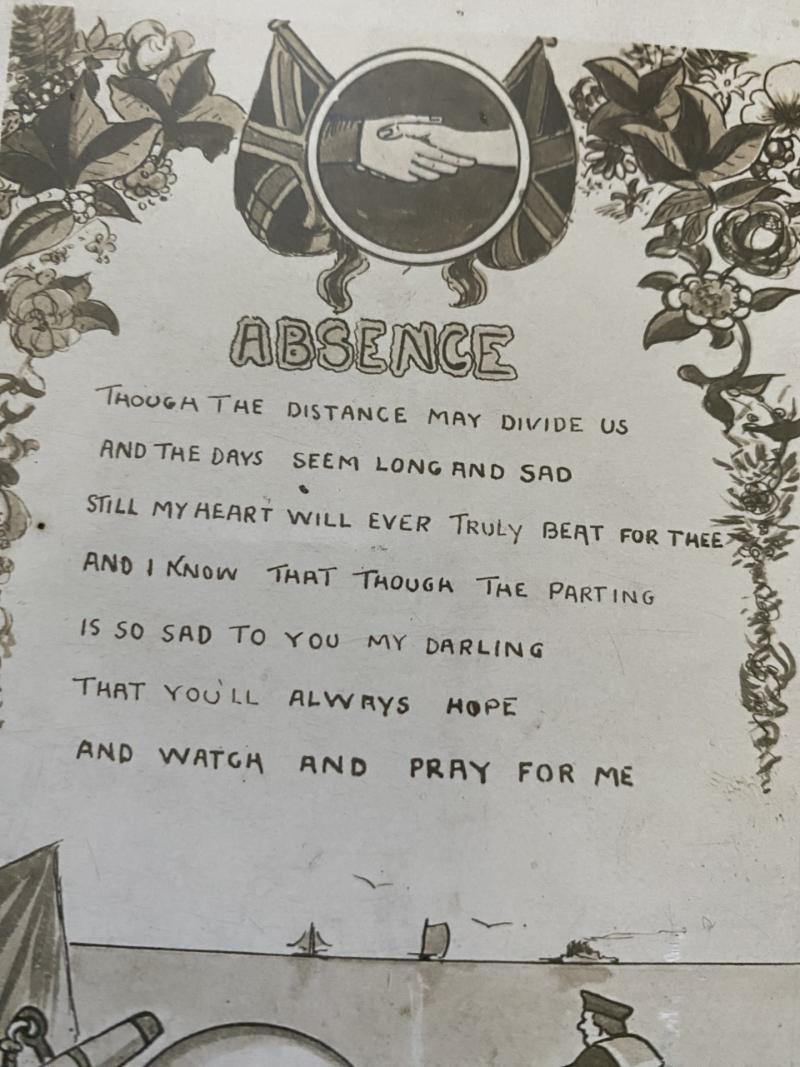 ABSENCE
THOUGH THE DISTANCE MAY DIVIDE US
AND THE DAYS SEEM LONG AND SAD
STILL MY HEART WILL EVER TRULY BEAT FOR THEE
AND I KNOW THAT THOUGH THE PARTING
IS SO SAD TO YOU MY DARLING
THAT YOU'LL ALWAYS HOPE
AND WATCH AND PRAY FOR ME